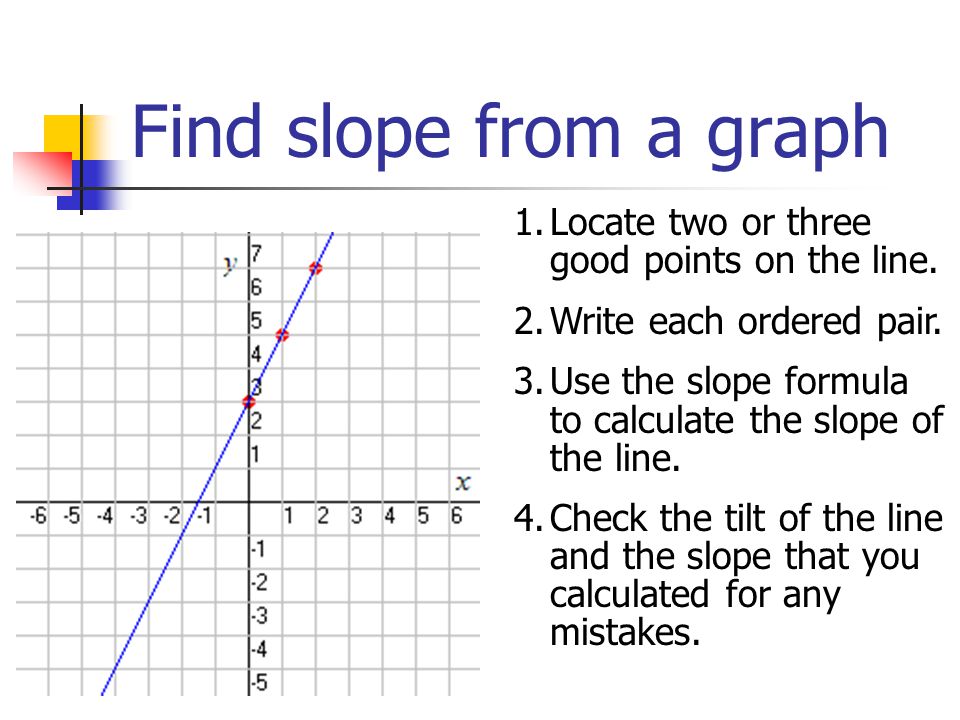 Find slope from a graph
1. Locate two or three
good points on the line.
2. Write each ordered pair.
3. Use the slope formula
to calculate the slope of
the line.
4. Check the tilt of the line
and the slope that you
calculated for any
mistakes.
y
7
6
5
4
3
2
1
x
-6 -5 -4 -3 -2 -1 1 2 3 4 5 6
-1
-2
-3
-4
-5